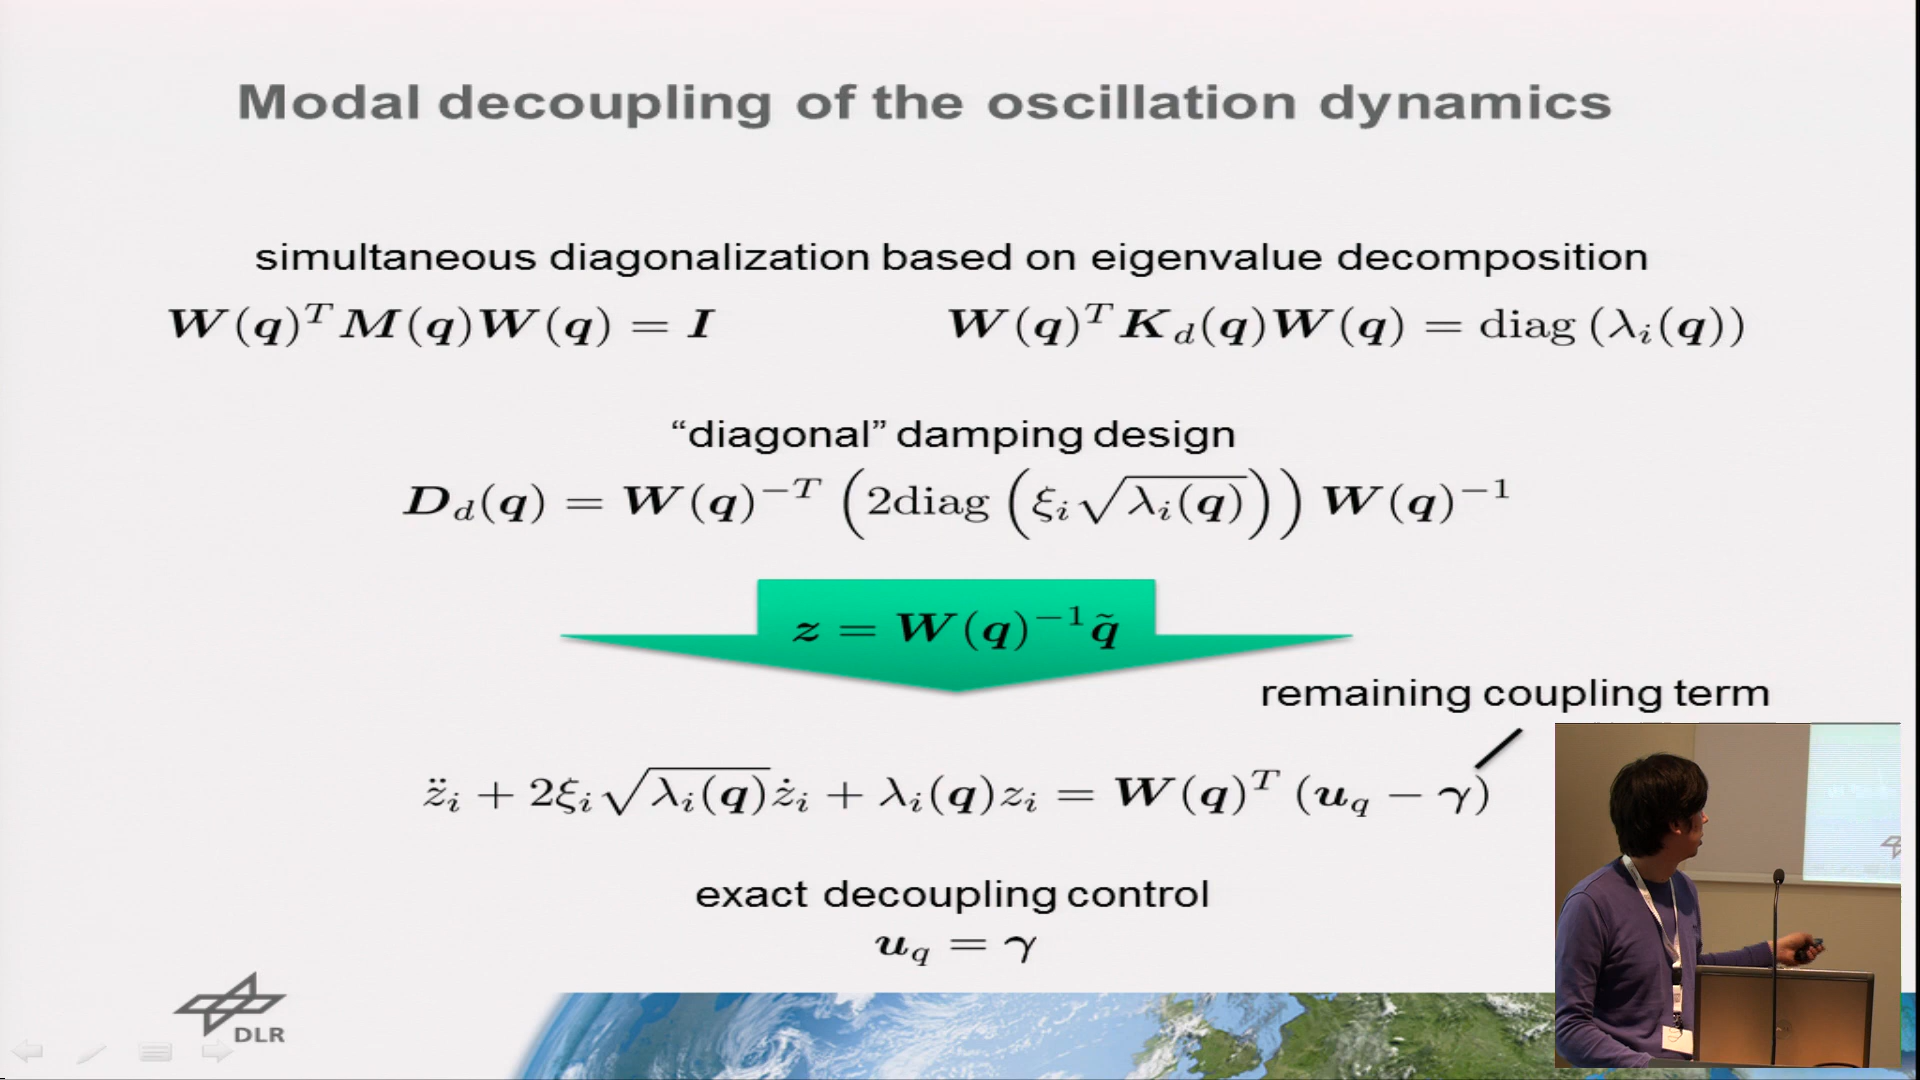 Modal decoupling of the oscillation dynamics
simultaneous diagonalization based on eigenvalue decomposition
W(q)^T M(q)W(q) = I
W(q)^T K_d(q)W(q) = diag (λ_i(q))
“diagonal” damping design
D_d(q) = W(q)^{-T} (2diag (ξ_i √(λ_i(q)))) W(q)^{-1}
z = W(q)^{-1} q̃
remaining coupling term
z̈_i + 2ξ_i √(λ_i(q)) ż_i + λ_i(q)z_i = W(q)^T (u_q − γ)
exact decoupling control
u_q = γ
DLR